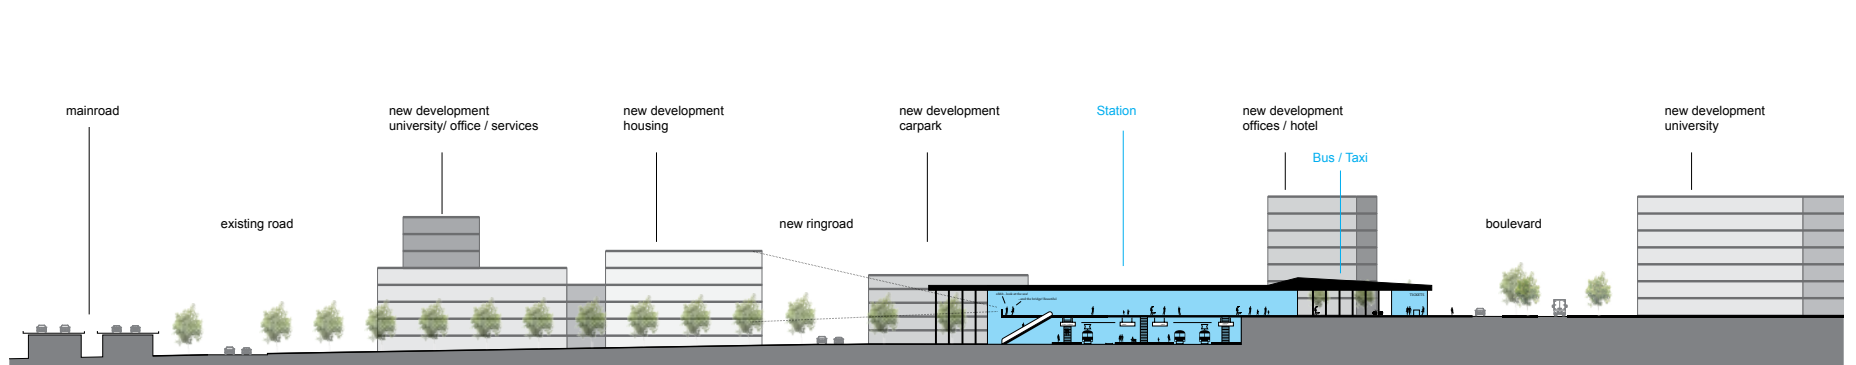 mainroad
new development
university/ office / services
new development
housing
new development
carpark
Station
new development
offices / hotel
new development
university
Bus / Taxi
existing road
new ringroad
boulevard
TICKETS